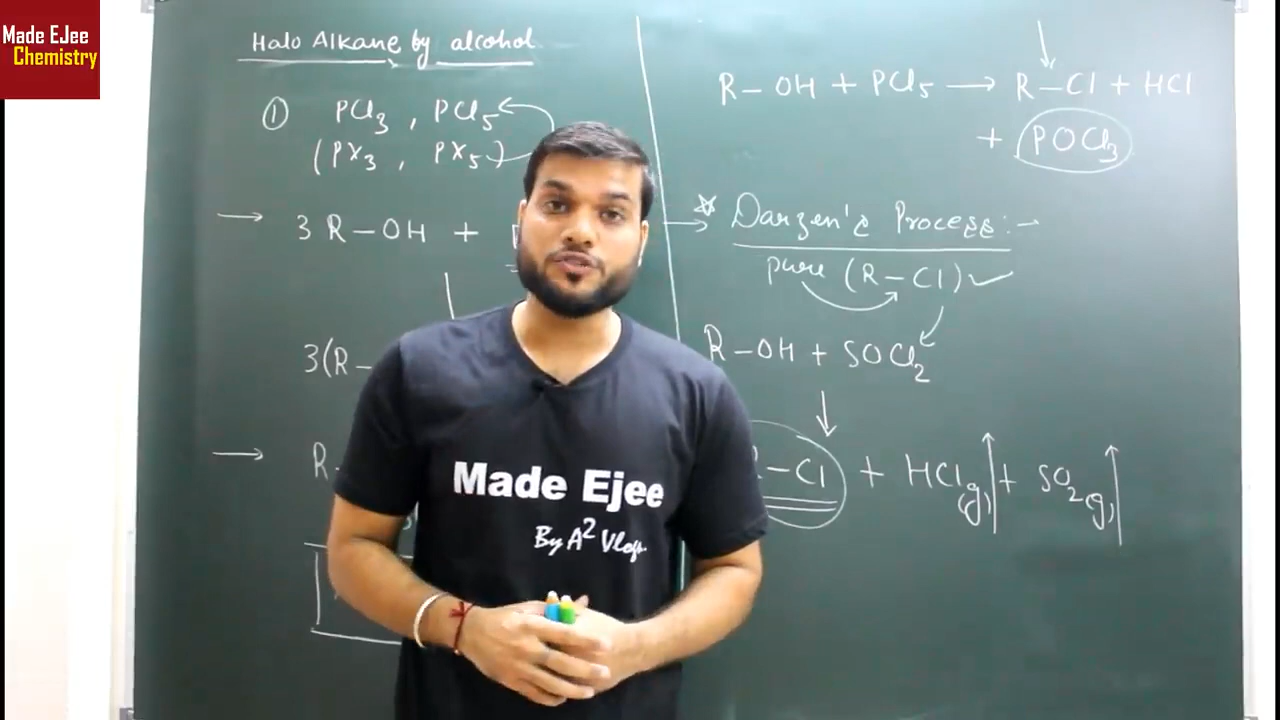 Made EJee
Chemistry
Halo Alkane by alcohol
① PCl3 , PCl5
(PX3 , PX5)
→ 3 R–OH +
3(R–
→ R–
R–OH + PCl5 → R–Cl + HCl
+ POCl3
→ * Darzen's Process:–
pure (R–Cl) ✓
R–OH + SOCl2
↓
–Cl + HCl(g)↑ + SO2(g)↑
Made Ejee
By A2 Vlogs